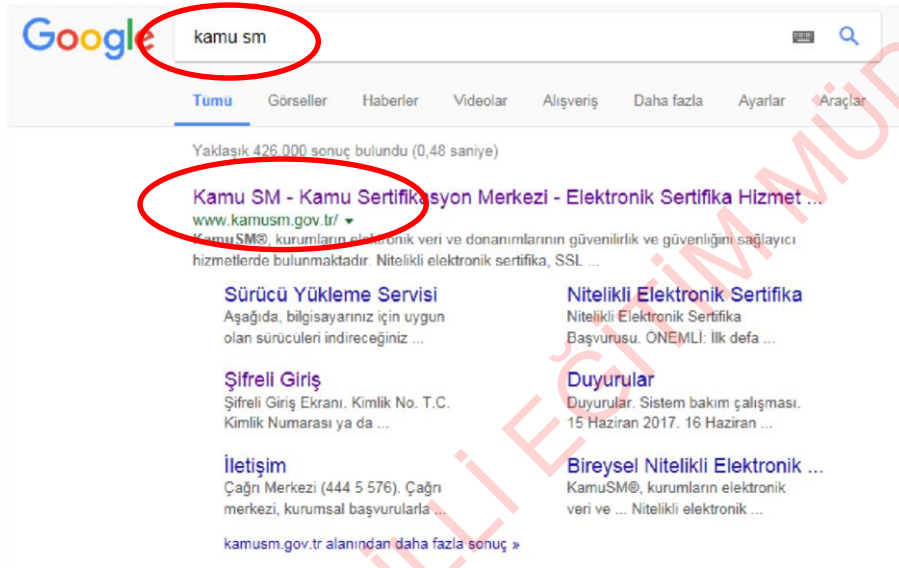 Google
kamu sm
Tümü Görseller Haberler Videolar Alışveriş Daha fazla Ayarlar Araçlar
Yaklaşık 426.000 sonuç bulundu (0,48 saniye)
Kamu SM - Kamu Sertifikasyon Merkezi - Elektronik Sertifika Hizmet ...
www.kamusm.gov.tr/
KamuSM®, kurumların elektronik veri ve donanımlarının güvenilirlik ve güvenliğini sağlayıcı
hizmetlerde bulunmaktadır. Nitelikli elektronik sertifika, SSL ...
Sürücü Yükleme Servisi
Aşağıda, bilgisayarınız için uygun
olan sürücüleri indireceğiniz ...
Nitelikli Elektronik Sertifika
Nitelikli Elektronik Sertifika
Başvurusu. ÖNEMLİ: İlk defa ...
Şifreli Giriş
Şifreli Giriş Ekranı. Kimlik No. T.C.
Kimlik Numarası ya da ...
Duyurular
Duyurular. Sistem bakım çalışması.
15 Haziran 2017. 16 Haziran ...
İletişim
Çağrı Merkezi (444 5 576). Çağrı
merkezi, kurumsal başvurularla ...
Bireysel Nitelikli Elektronik ...
KamuSM®, kurumların elektronik
veri ve ... Nitelikli elektronik ...
kamusm.gov.tr alanından daha fazla sonuç »
İLLİ EĞİTİM MÜD